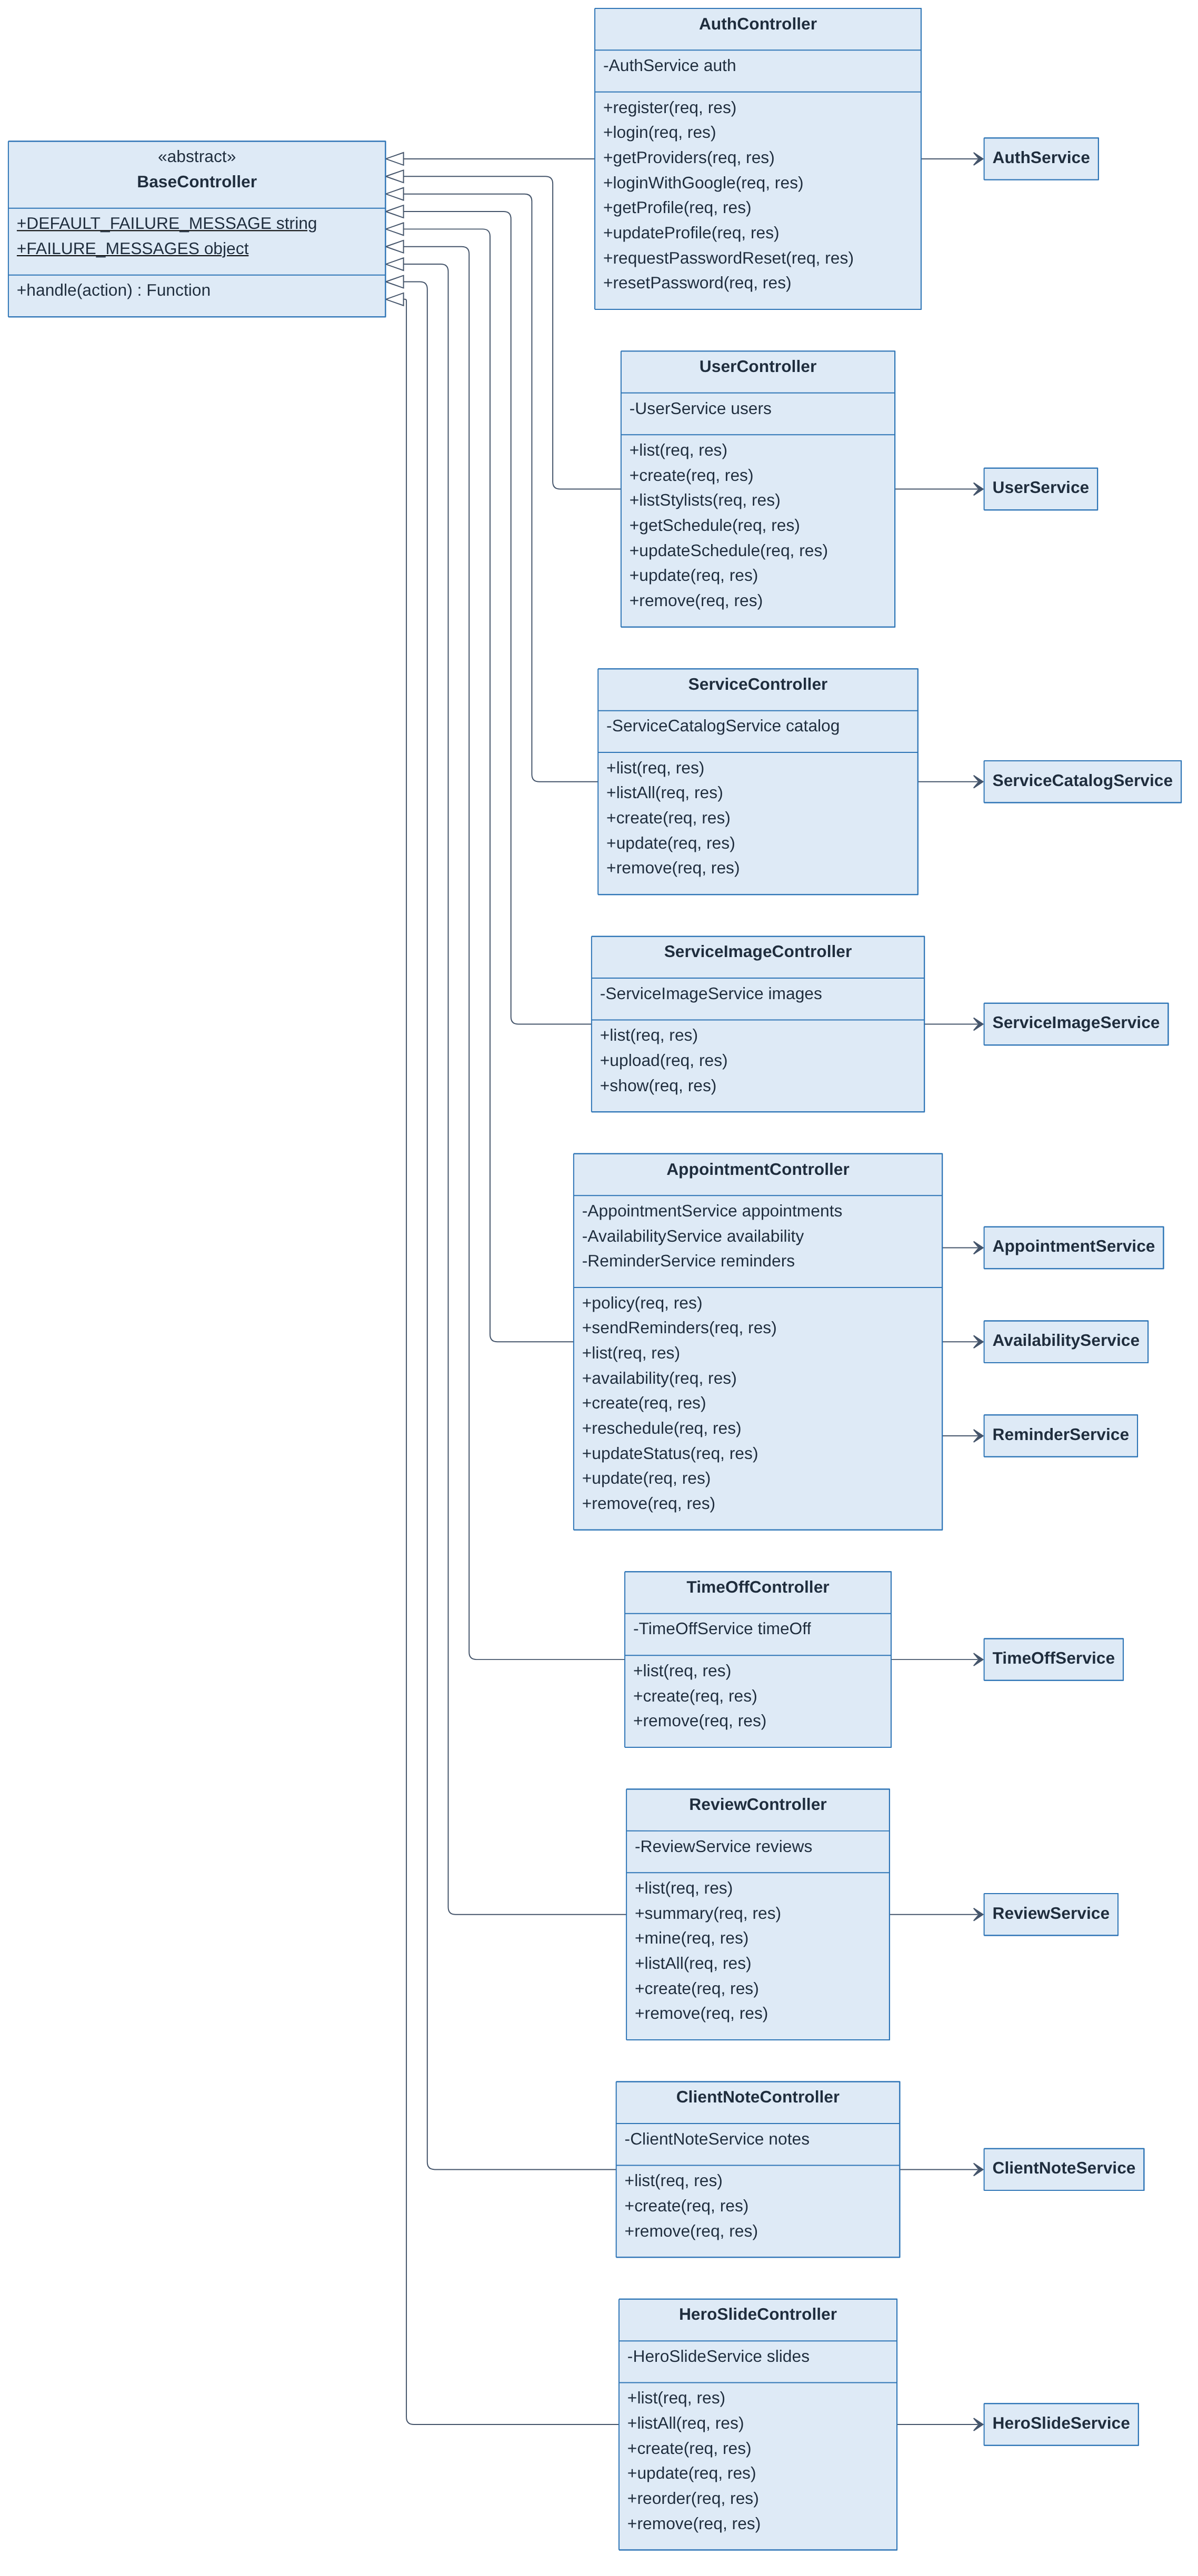 «abstract»
BaseController
+DEFAULT_FAILURE_MESSAGE string
+FAILURE_MESSAGES object
+handle(action) : Function
AuthController
-AuthService auth
+register(req, res)
+login(req, res)
+getProviders(req, res)
+loginWithGoogle(req, res)
+getProfile(req, res)
+updateProfile(req, res)
+requestPasswordReset(req, res)
+resetPassword(req, res)
AuthService
UserController
-UserService users
+list(req, res)
+create(req, res)
+listStylists(req, res)
+getSchedule(req, res)
+updateSchedule(req, res)
+update(req, res)
+remove(req, res)
UserService
ServiceController
-ServiceCatalogService catalog
+list(req, res)
+listAll(req, res)
+create(req, res)
+update(req, res)
+remove(req, res)
ServiceCatalogService
ServiceImageController
-ServiceImageService images
+list(req, res)
+upload(req, res)
+show(req, res)
ServiceImageService
AppointmentController
-AppointmentService appointments
-AvailabilityService availability
-ReminderService reminders
+policy(req, res)
+sendReminders(req, res)
+list(req, res)
+availability(req, res)
+create(req, res)
+reschedule(req, res)
+updateStatus(req, res)
+update(req, res)
+remove(req, res)
AppointmentService
AvailabilityService
ReminderService
TimeOffController
-TimeOffService timeOff
+list(req, res)
+create(req, res)
+remove(req, res)
TimeOffService
ReviewController
-ReviewService reviews
+list(req, res)
+summary(req, res)
+mine(req, res)
+listAll(req, res)
+create(req, res)
+remove(req, res)
ReviewService
ClientNoteController
-ClientNoteService notes
+list(req, res)
+create(req, res)
+remove(req, res)
ClientNoteService
HeroSlideController
-HeroSlideService slides
+list(req, res)
+listAll(req, res)
+create(req, res)
+update(req, res)
+reorder(req, res)
+remove(req, res)
HeroSlideService